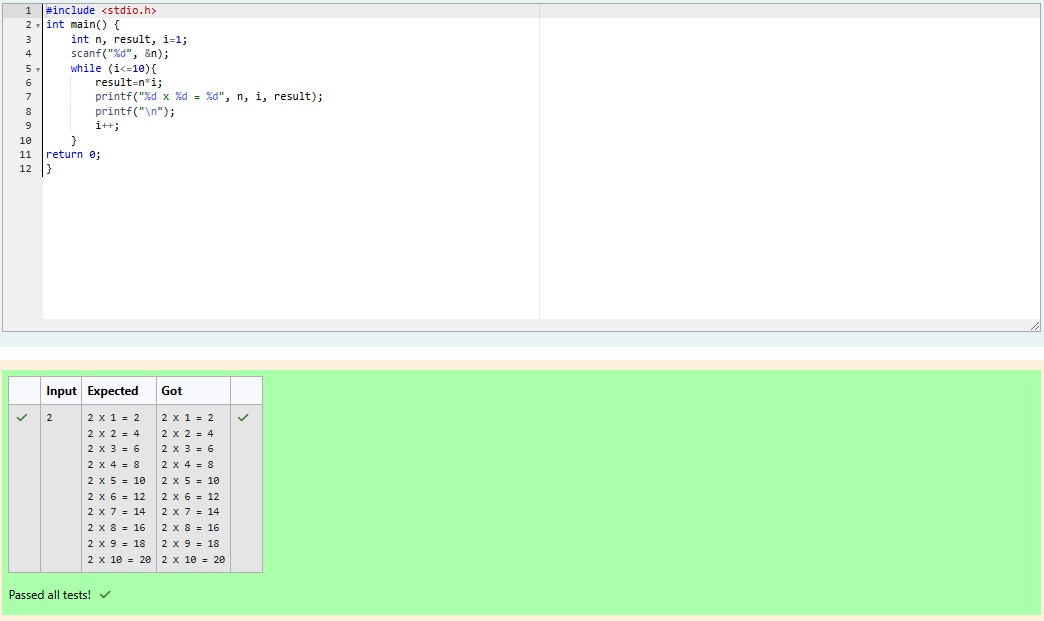 1 #include <stdio.h>
2 int main() {
3     int n, result, i=1;
4     scanf("%d", &n);
5     while (i<=10){
6         result=n*i;
7         printf("%d x %d = %d", n, i, result);
8         printf("\n");
9         i++;
10     }
11 return 0;
12 }
Input Expected Got
2 2 x 1 = 2 2 x 1 = 2
2 x 2 = 4 2 x 2 = 4
2 x 3 = 6 2 x 3 = 6
2 x 4 = 8 2 x 4 = 8
2 x 5 = 10 2 x 5 = 10
2 x 6 = 12 2 x 6 = 12
2 x 7 = 14 2 x 7 = 14
2 x 8 = 16 2 x 8 = 16
2 x 9 = 18 2 x 9 = 18
2 x 10 = 20 2 x 10 = 20
Passed all tests!